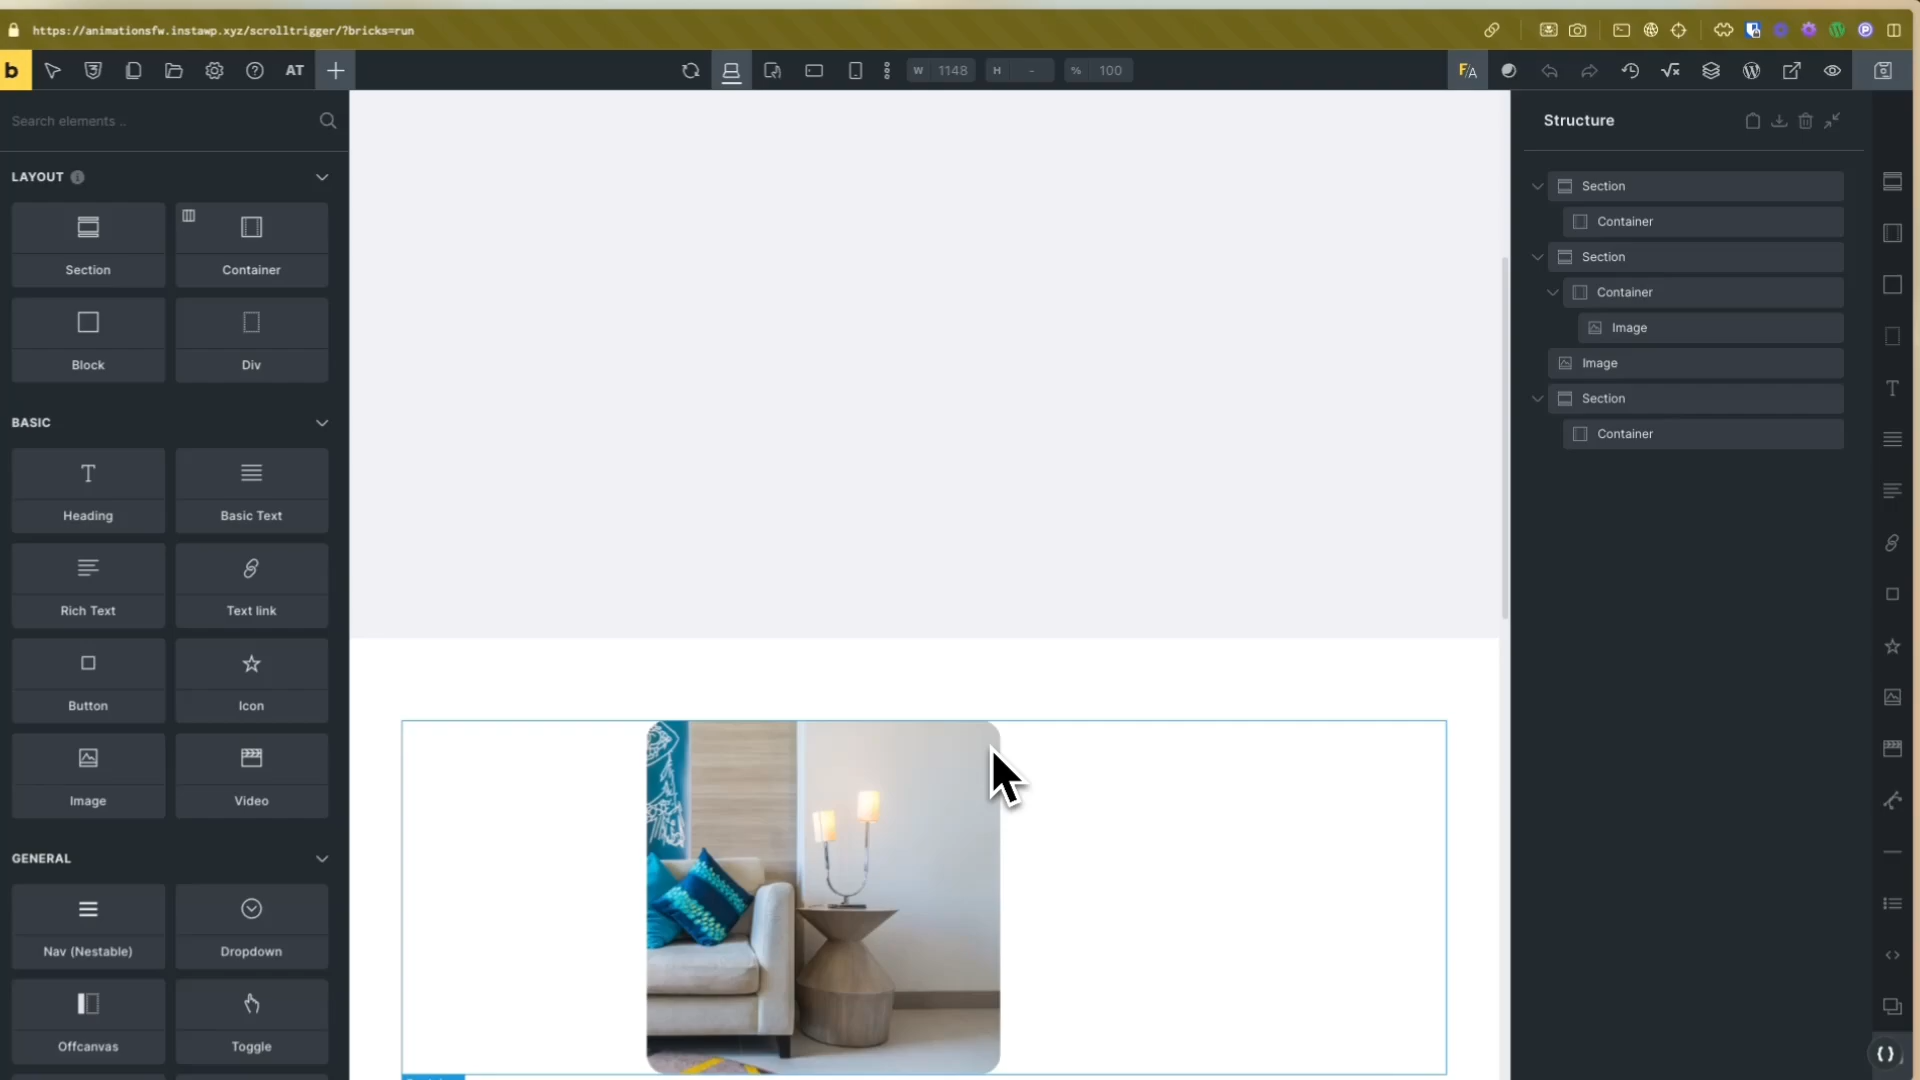 https://animationsfw.instawp.xyz/scrolltrigger/?bricks=run
b
AT
W 1148
H -
% 100
F/A
Search elements ..
LAYOUT
Section
Container
Block
Div
BASIC
Heading
Basic Text
Rich Text
Text link
Button
Icon
Image
Video
GENERAL
Nav (Nestable)
Dropdown
Offcanvas
Toggle
Structure
Section
Container
Section
Container
Image
Image
Section
Container